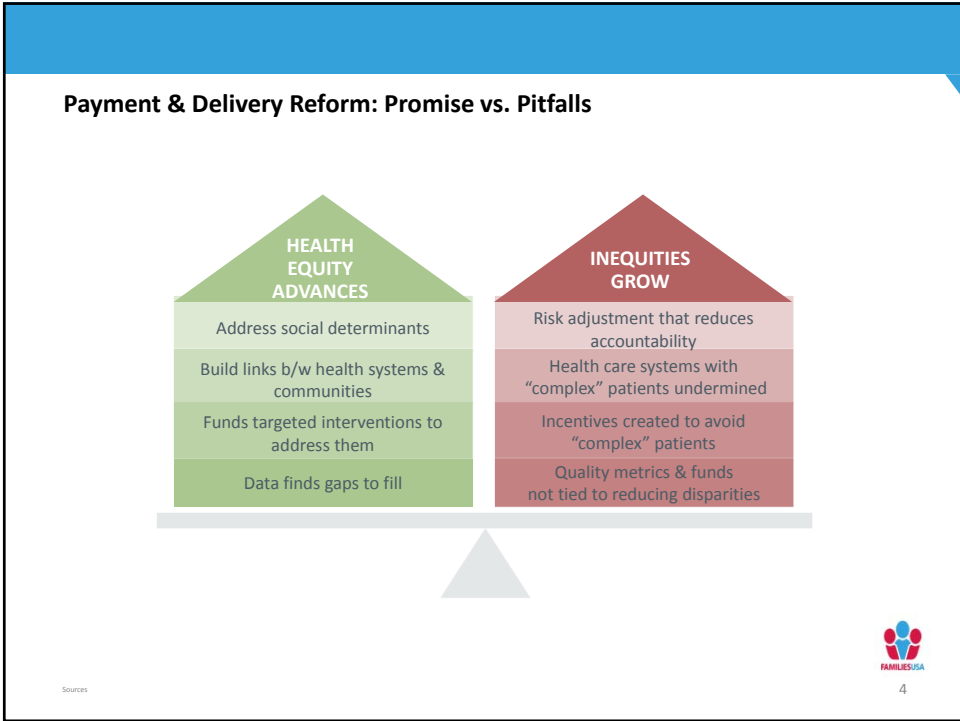 Payment & Delivery Reform: Promise vs. Pitfalls
HEALTH
EQUITY
ADVANCES
Address social determinants
Build links b/w health systems &
communities
Funds targeted interventions to
address them
Data finds gaps to fill
INEQUITIES
GROW
Risk adjustment that reduces
accountability
Health care systems with
“complex” patients undermined
Incentives created to avoid
“complex” patients
Quality metrics & funds
not tied to reducing disparities
FAMILIESUSA
Sources
4